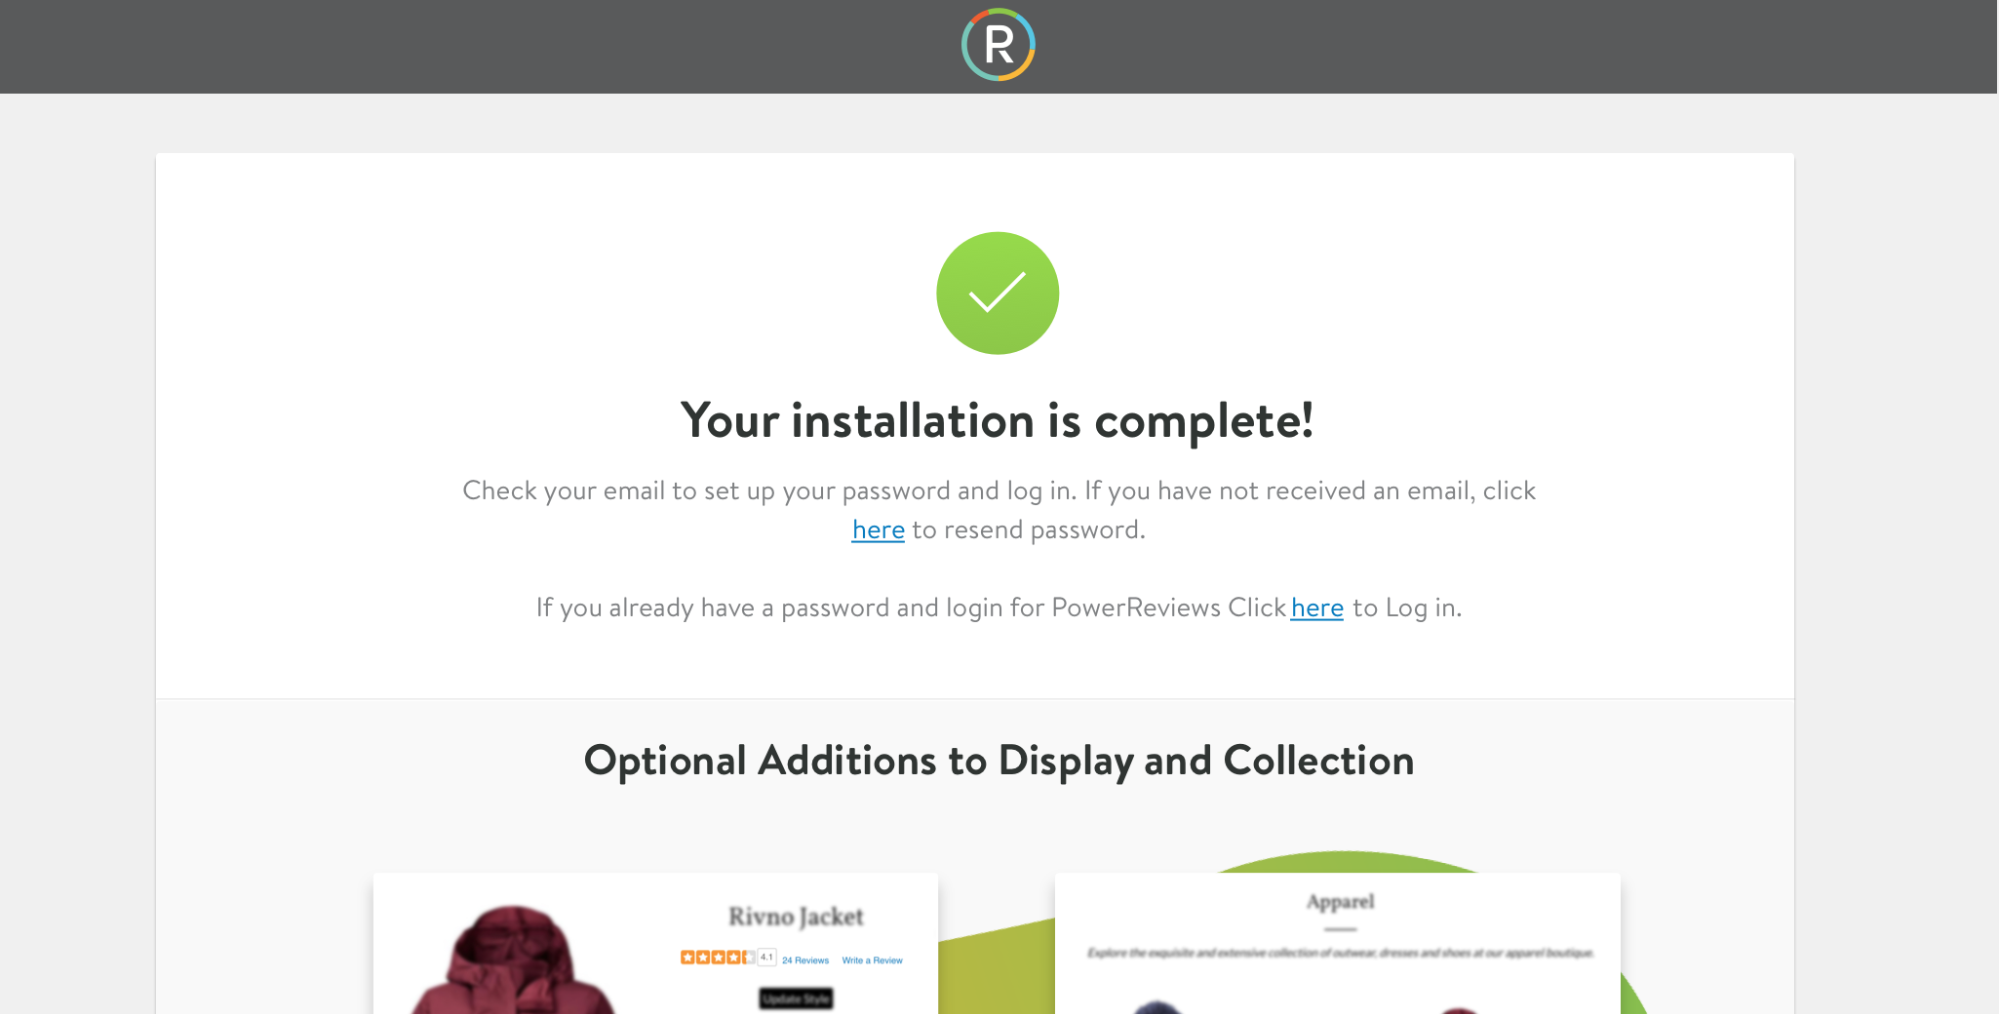 R
Your installation is complete!
Check your email to set up your password and log in. If you have not received an email, click
here to resend password.
If you already have a password and login for PowerReviews Click here to Log in.
Optional Additions to Display and Collection
Rivno Jacket
4.1 24 Reviews Write a Review
Update Style
Apparel
Explore the exquisite and extensive collection of outwear, dresses and shoes at our apparel boutique.